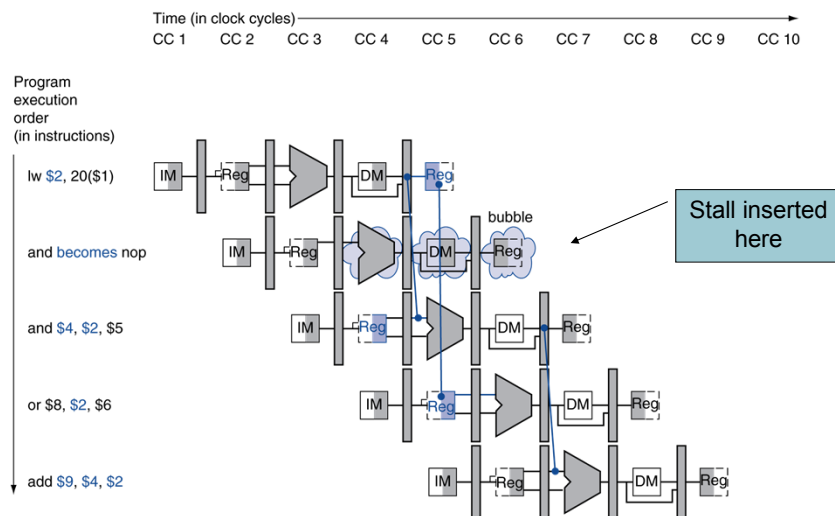 Time (in clock cycles)
CC 1 CC 2 CC 3 CC 4 CC 5 CC 6 CC 7 CC 8 CC 9 CC 10
Program
execution
order
(in instructions)
lw $2, 20($1)
IM Reg DM Reg
bubble
Stall inserted
here
and becomes nop
IM Reg DM Reg
and $4, $2, $5
IM Reg DM Reg
or $8, $2, $6
IM Reg DM Reg
add $9, $4, $2
IM Reg DM Reg